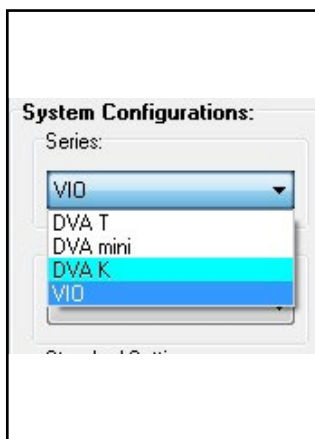 System Configurations:
Series:
VIO
DVA T
DVA mini
DVA K
VIO